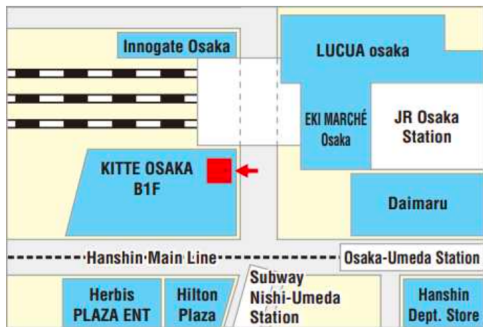 Innogate Osaka
LUCUA osaka
EKI MARCHÉ
Osaka
JR Osaka
Station
KITTE OSAKA
B1F
Daimaru
Hanshin Main Line
Osaka-Umeda Station
Subway
Nishi-Umeda
Station
Herbis
PLAZA ENT
Hilton
Plaza
Hanshin
Dept. Store